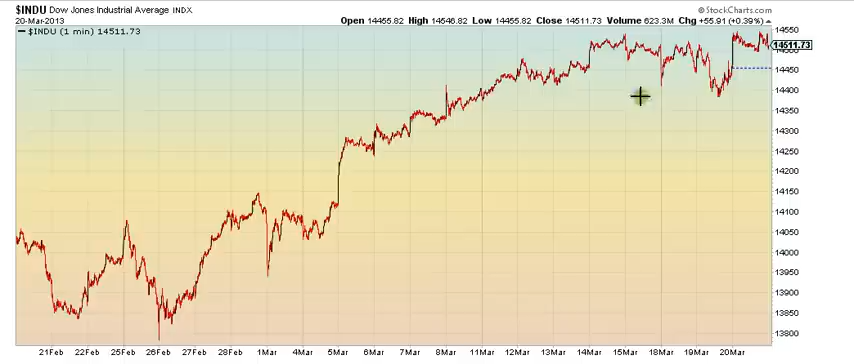 $INDU Dow Jones Industrial Average INDX
© StockCharts.com
20-Mar-2013
Open 14455.82 High 14546.82 Low 14455.82 Close 14511.73 Volume 623.3M Chg +55.91 (+0.39%)
$INDU (1 min) 14511.73
14550
14511.73
14500
14450
14400
14350
14300
14250
14200
14150
14100
14050
14000
13950
13900
13850
13800
21Feb 22Feb 25Feb 26Feb 27Feb 28Feb 1Mar 4Mar 5Mar 6Mar 7Mar 8Mar 11Mar 12Mar 13Mar 14Mar 15Mar 18Mar 19Mar 20Mar